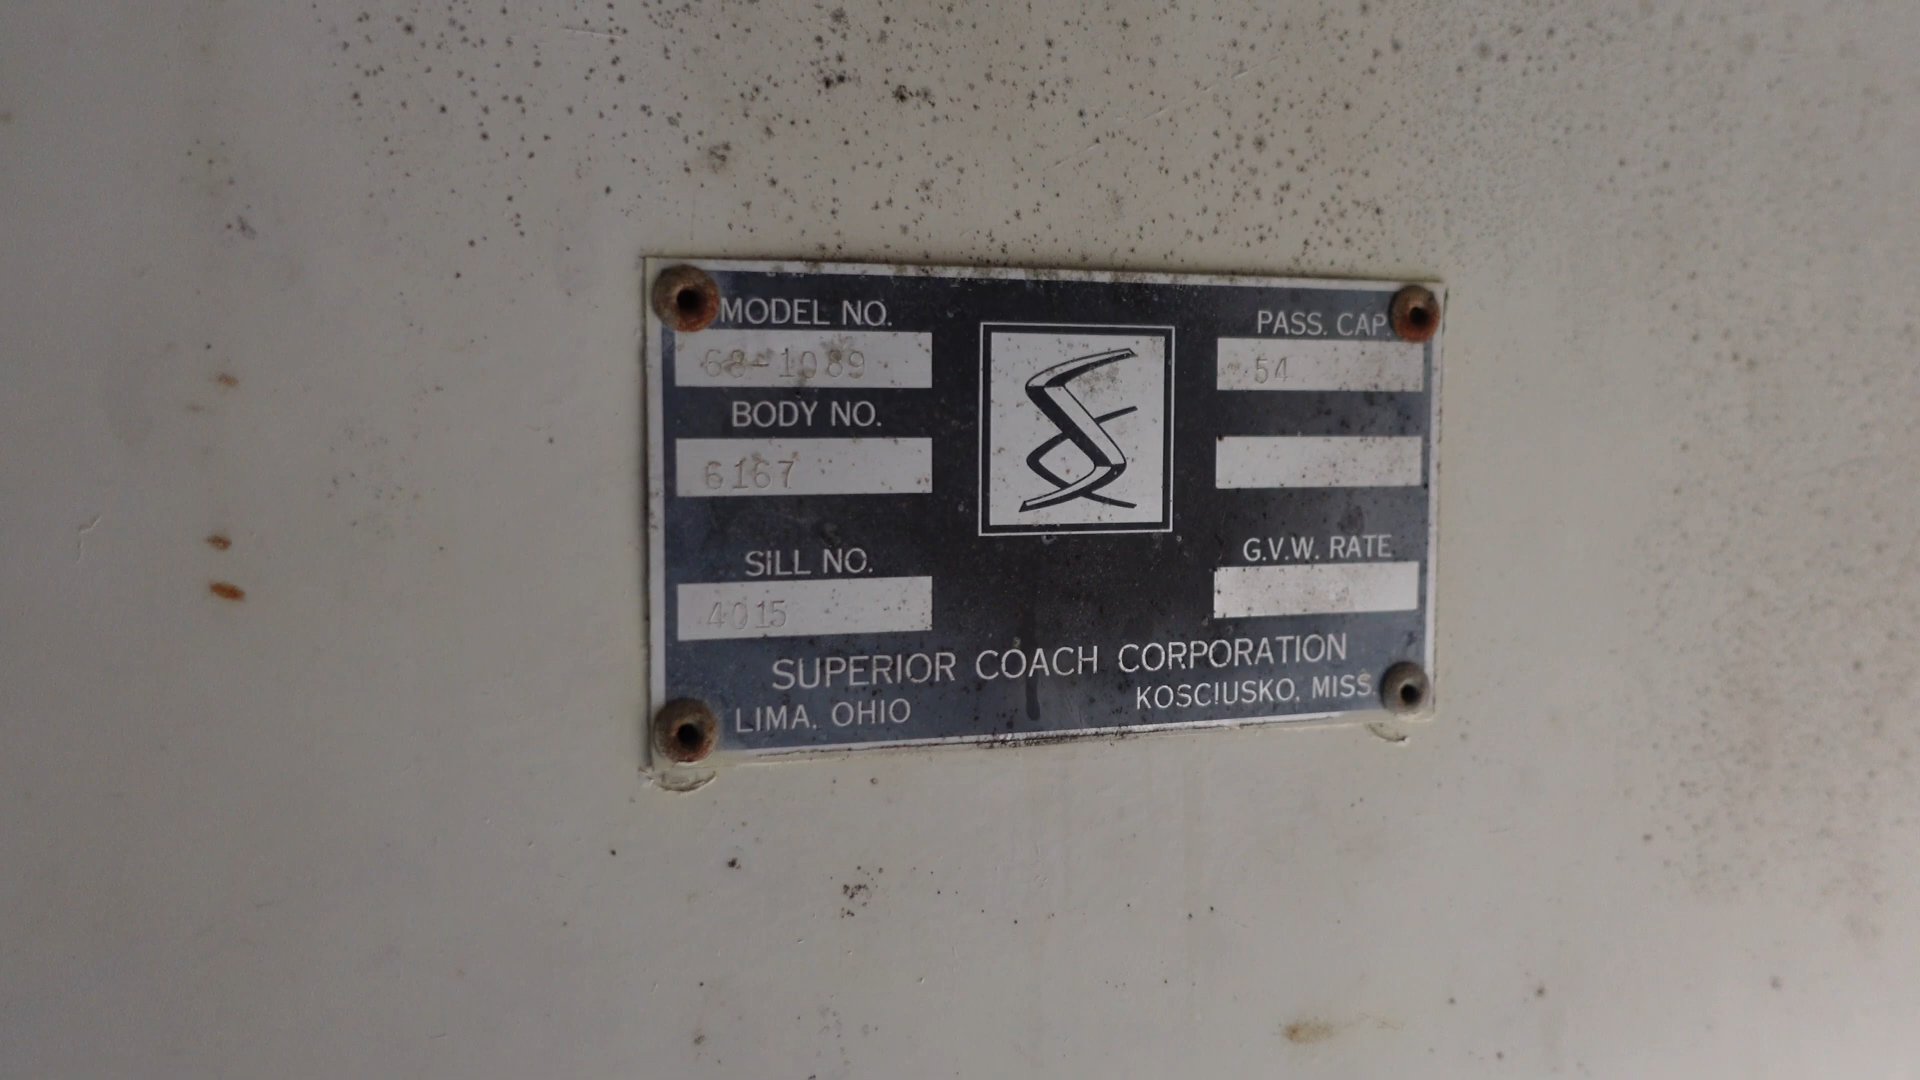 MODEL NO.
68-1089
BODY NO.
6167
SILL NO.
4015
PASS. CAP.
54
G.V.W. RATE
SUPERIOR COACH CORPORATION
LIMA, OHIO
KOSCIUSKO, MISS.